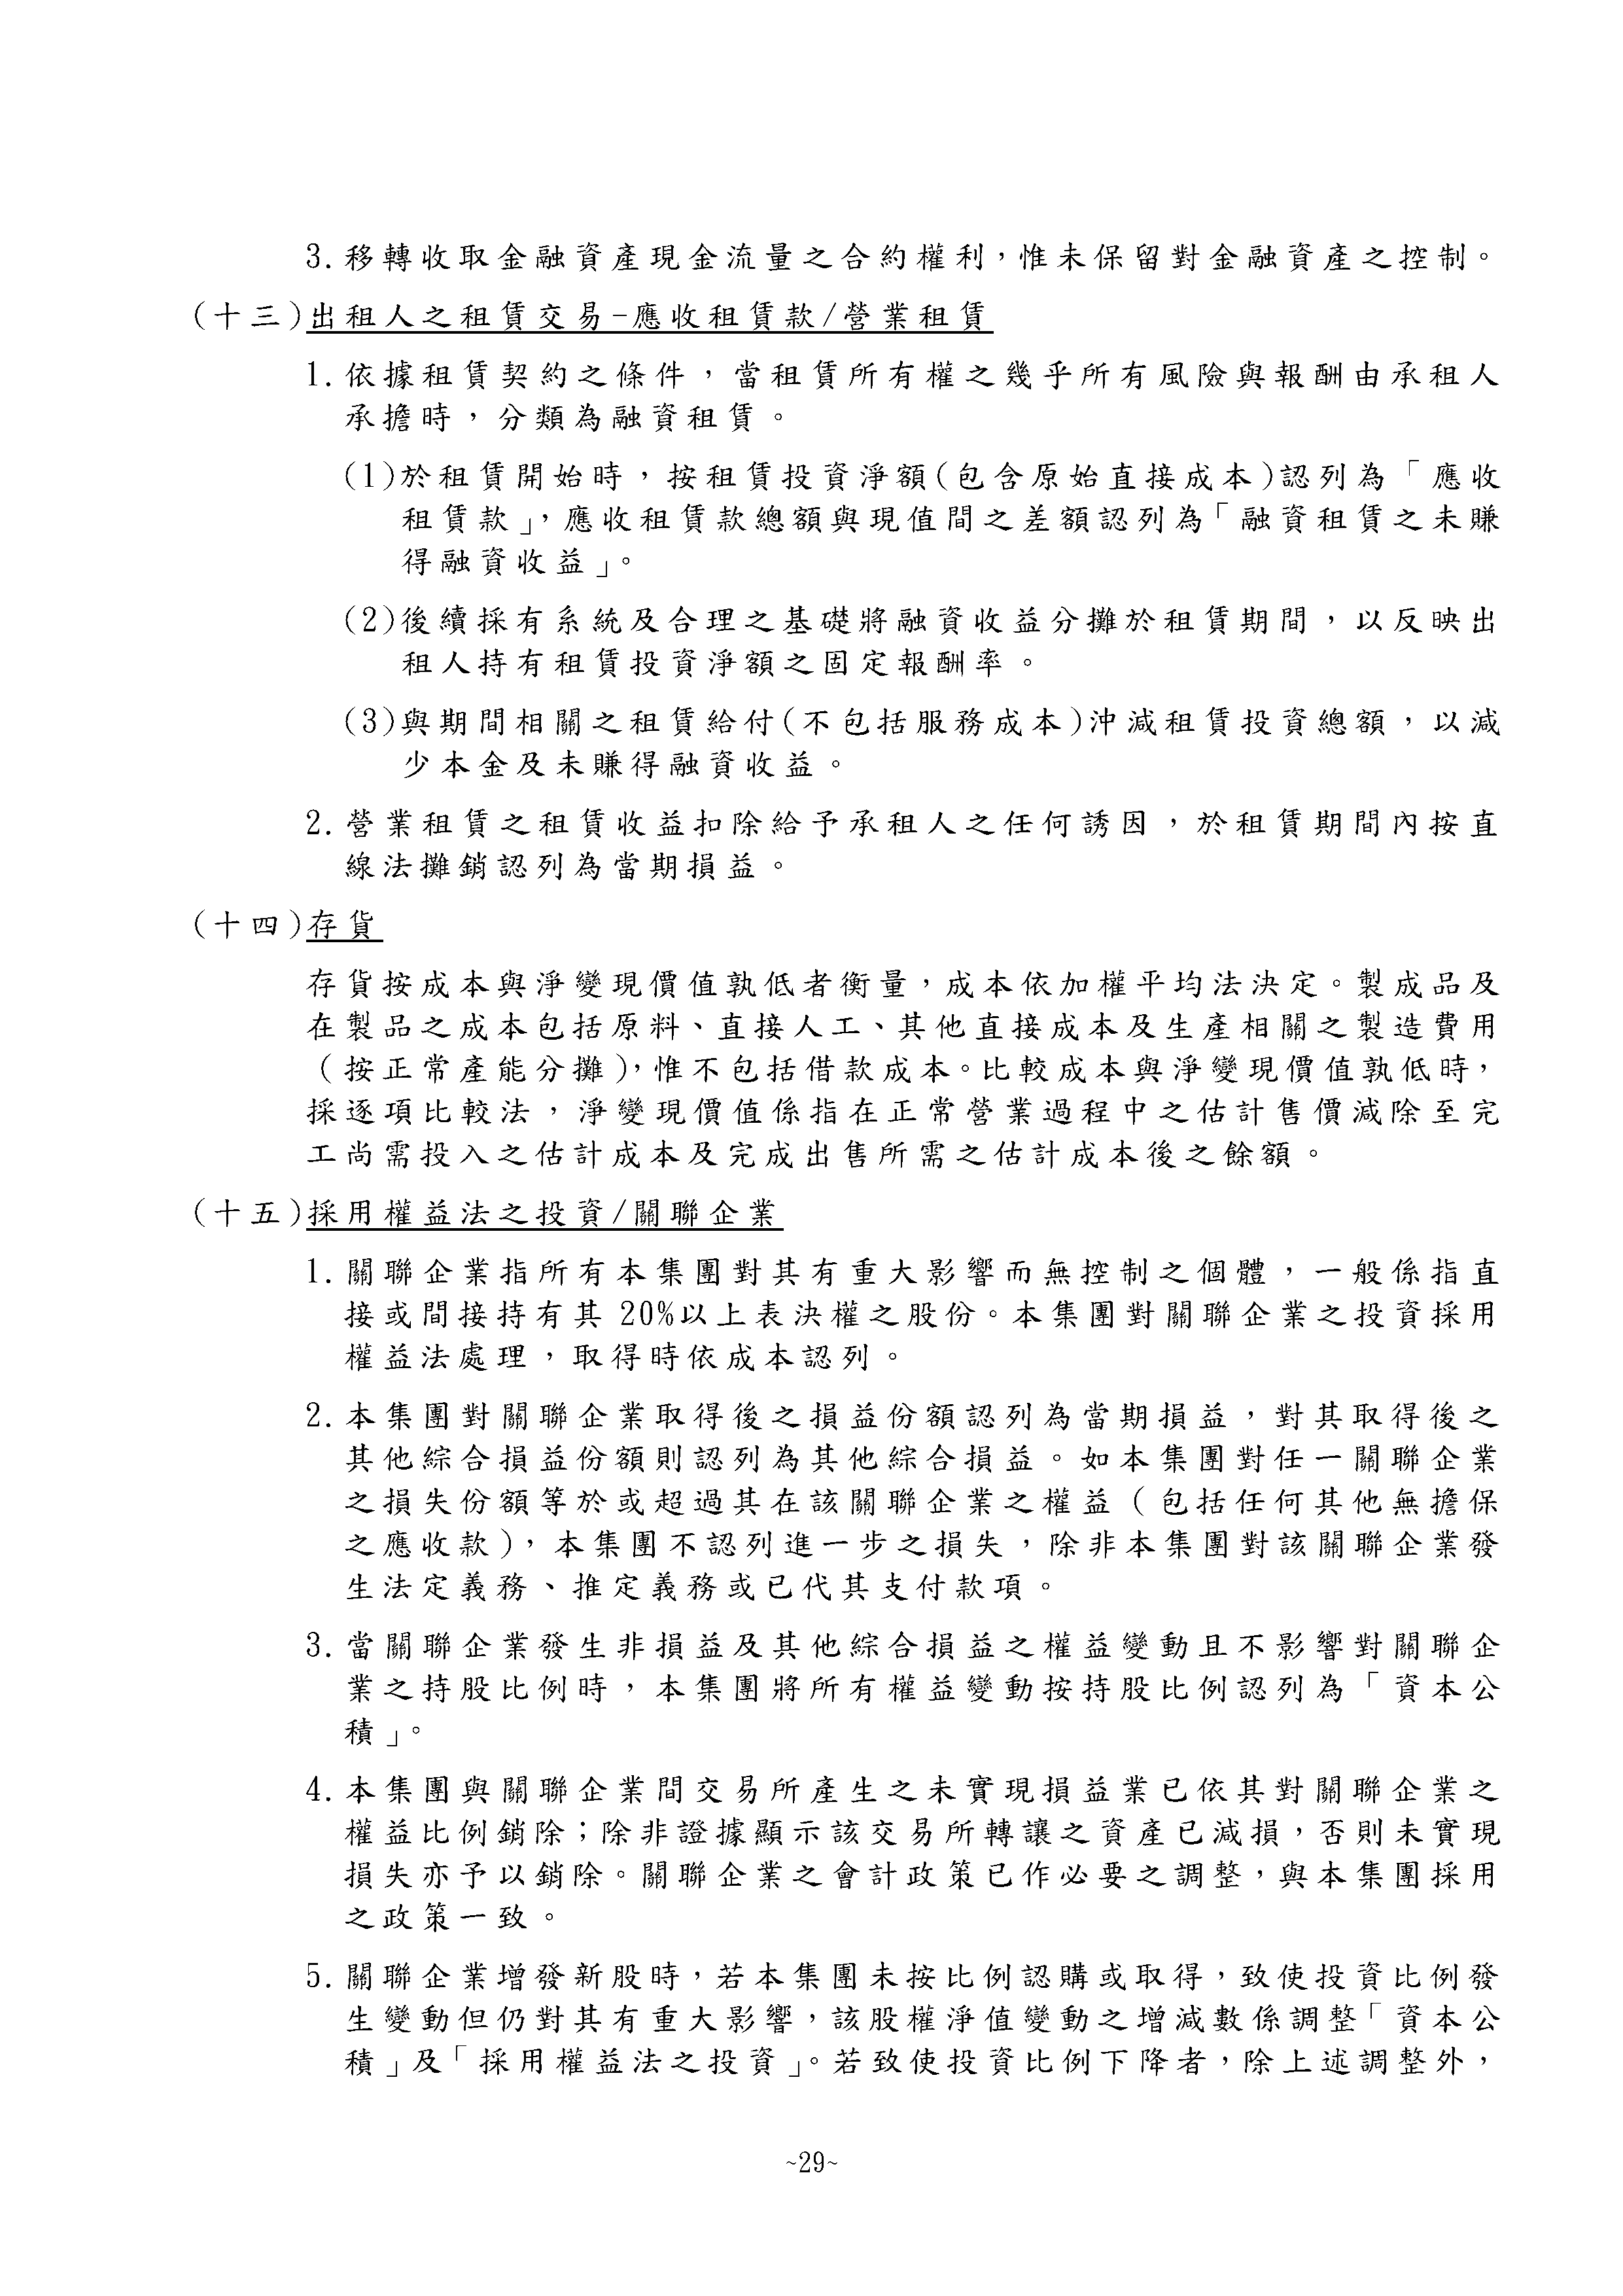 3.移轉收取金融資產現金流量之合約權利，惟未保留對金融資產之控制。
(十三)出租人之租賃交易-應收租賃款/營業租賃
1.依據租賃契約之條件，當租賃所有權之幾乎所有風險與報酬由承租人
承擔時，分類為融資租賃。
(1)於租賃開始時，按租賃投資淨額(包含原始直接成本)認列為「應收
租賃款」，應收租賃款總額與現值間之差額認列為「融資租賃之未賺
得融資收益」。
(2)後續採有系統及合理之基礎將融資收益分攤於租賃期間，以反映出
租人持有租賃投資淨額之固定報酬率。
(3)與期間相關之租賃給付(不包括服務成本)沖減租賃投資總額，以減
少本金及未賺得融資收益。
2.營業租賃之租賃收益扣除給予承租人之任何誘因，於租賃期間內按直
線法攤銷認列為當期損益。
(十四)存貨
存貨按成本與淨變現價值孰低者衡量，成本依加權平均法決定。製成品及
在製品之成本包括原料、直接人工、其他直接成本及生產相關之製造費用
（按正常產能分攤），惟不包括借款成本。比較成本與淨變現價值孰低時，
採逐項比較法，淨變現價值係指在正常營業過程中之估計售價減除至完
工尚需投入之估計成本及完成出售所需之估計成本後之餘額。
(十五)採用權益法之投資/關聯企業
1.關聯企業指所有本集團對其有重大影響而無控制之個體，一般係指直
接或間接持有其 20%以上表決權之股份。本集團對關聯企業之投資採用
權益法處理，取得時依成本認列。
2.本集團對關聯企業取得後之損益份額認列為當期損益，對其取得後之
其他綜合損益份額則認列為其他綜合損益。如本集團對任一關聯企業
之損失份額等於或超過其在該關聯企業之權益（包括任何其他無擔保
之應收款），本集團不認列進一步之損失，除非本集團對該關聯企業發
生法定義務、推定義務或已代其支付款項。
3.當關聯企業發生非損益及其他綜合損益之權益變動且不影響對關聯企
業之持股比例時，本集團將所有權益變動按持股比例認列為「資本公
積」。
4.本集團與關聯企業間交易所產生之未實現損益業已依其對關聯企業之
權益比例銷除；除非證據顯示該交易所轉讓之資產已減損，否則未實現
損失亦予以銷除。關聯企業之會計政策已作必要之調整，與本集團採用
之政策一致。
5.關聯企業增發新股時，若本集團未按比例認購或取得，致使投資比例發
生變動但仍對其有重大影響，該股權淨值變動之增減數係調整「資本公
積」及「採用權益法之投資」。若致使投資比例下降者，除上述調整外，
~29~